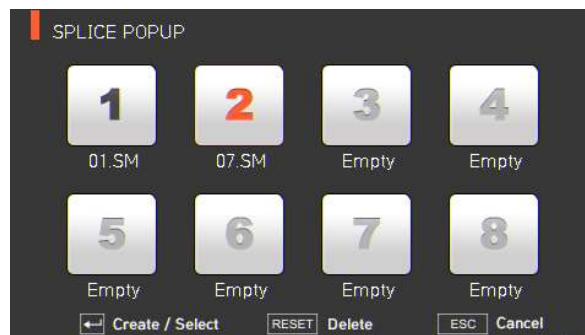 SPLICE POPUP
1 2 3 4
01.SM 07.SM Empty Empty
5 6 7 8
Empty Empty Empty Empty
↵ Create / Select RESET Delete ESC Cancel